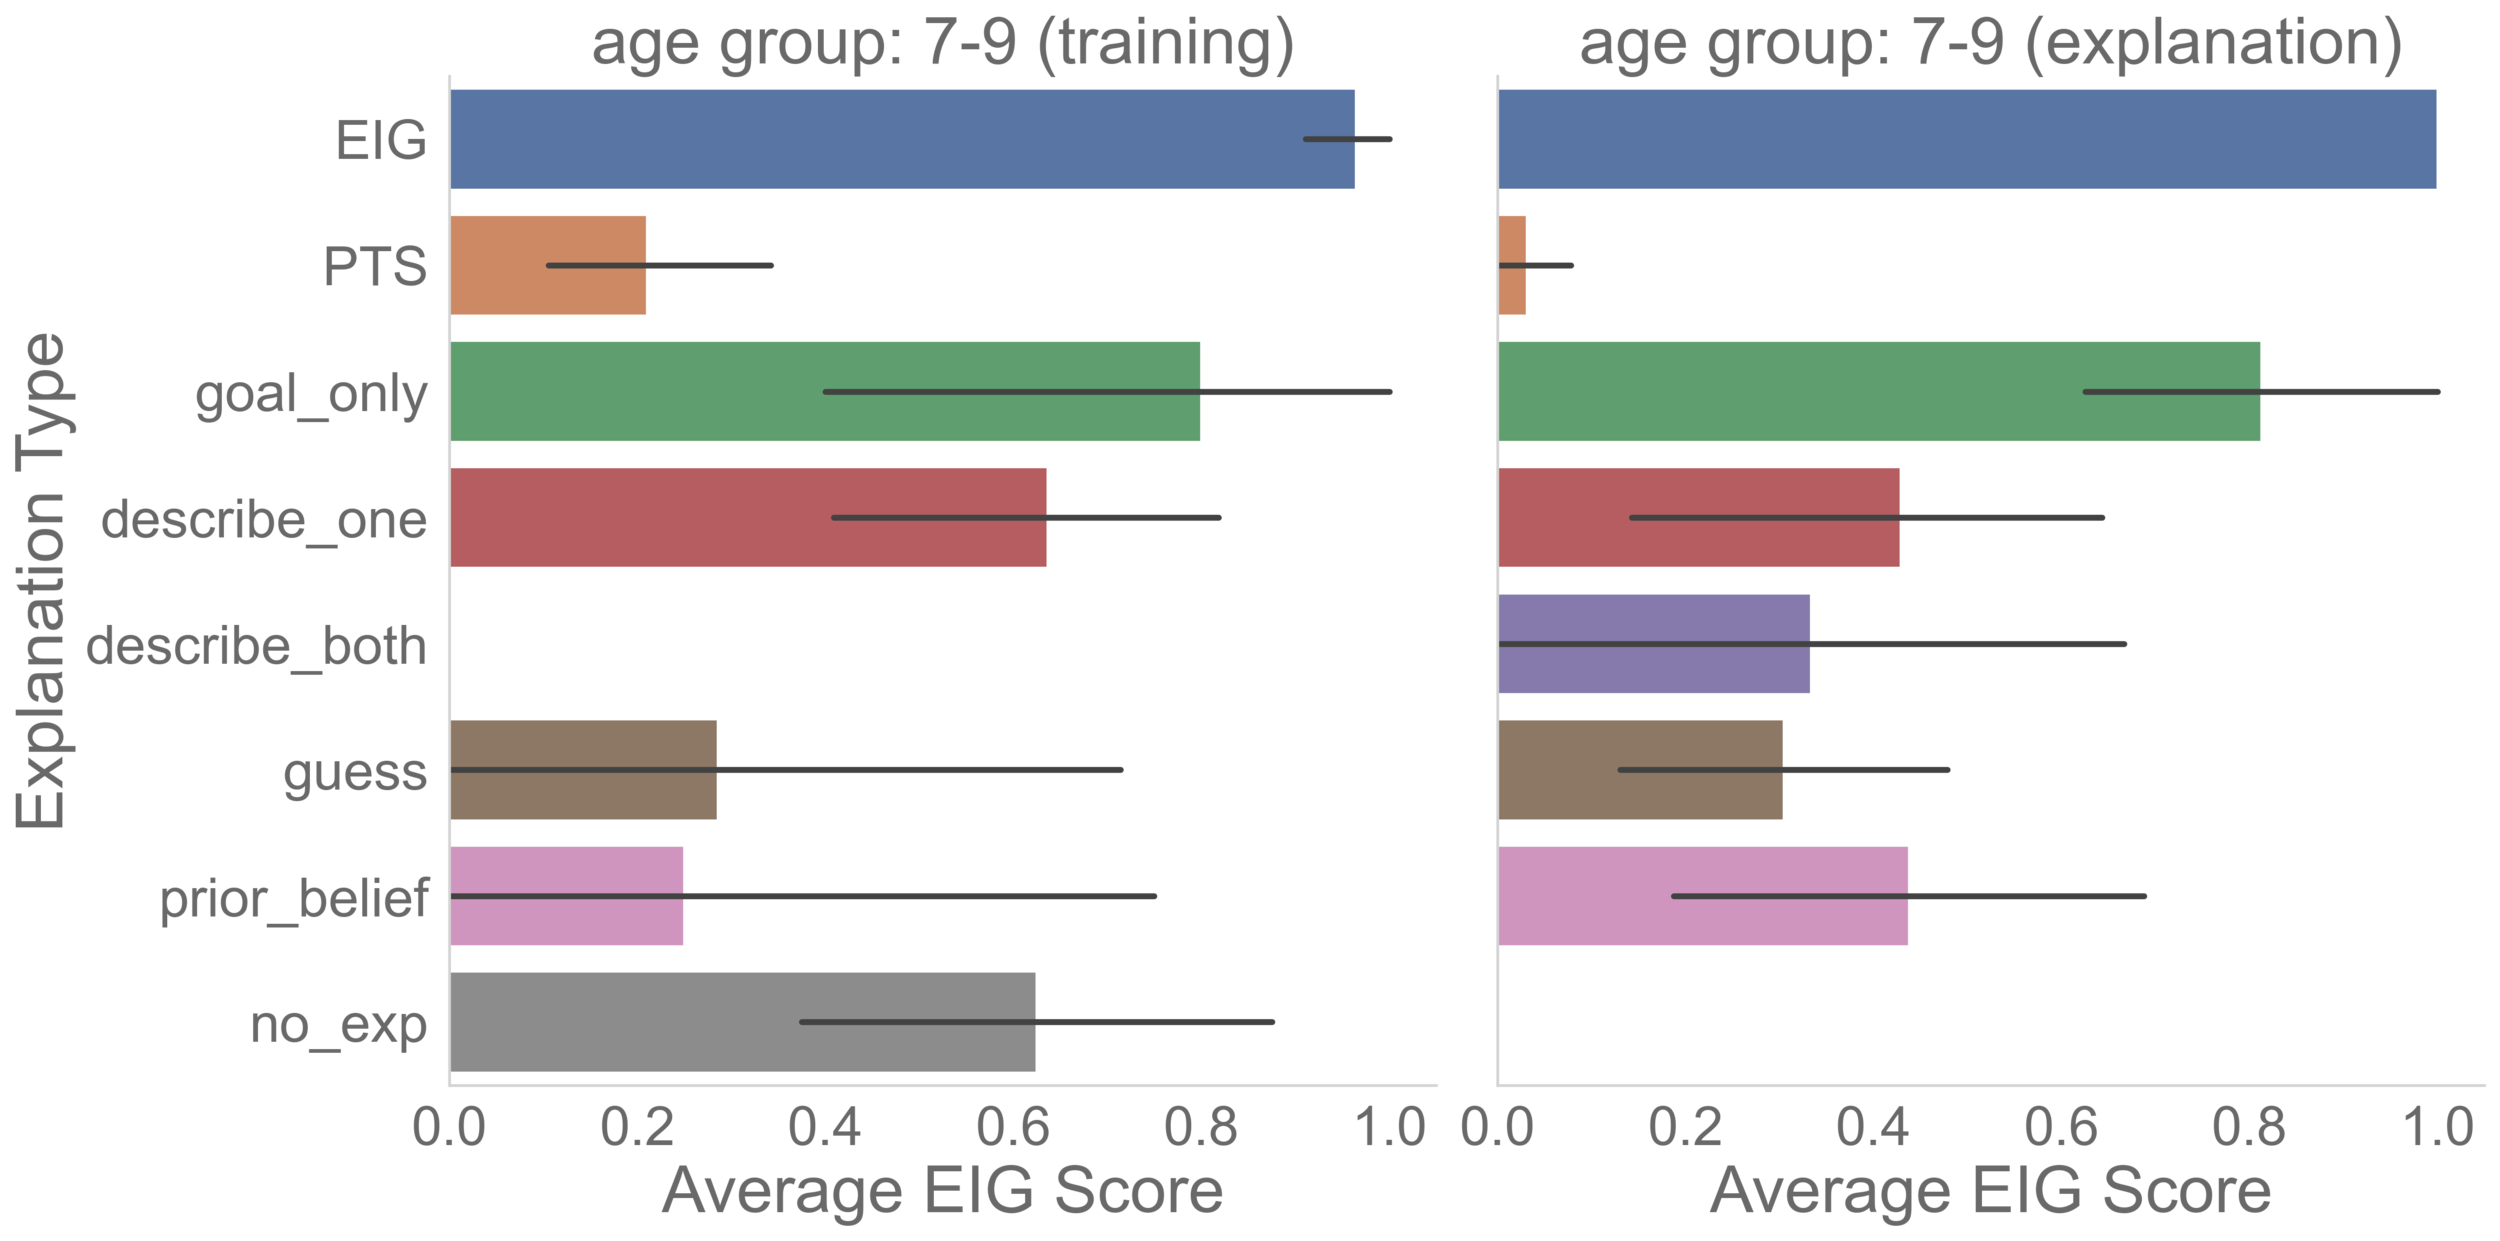 age group: 7-9 (training)
age group: 7-9 (explanation)
Explanation Type
EIG
PTS
goal_only
describe_one
describe_both
guess
prior_belief
no_exp
0.0 0.2 0.4 0.6 0.8 1.0
0.0 0.2 0.4 0.6 0.8 1.0
Average EIG Score
Average EIG Score